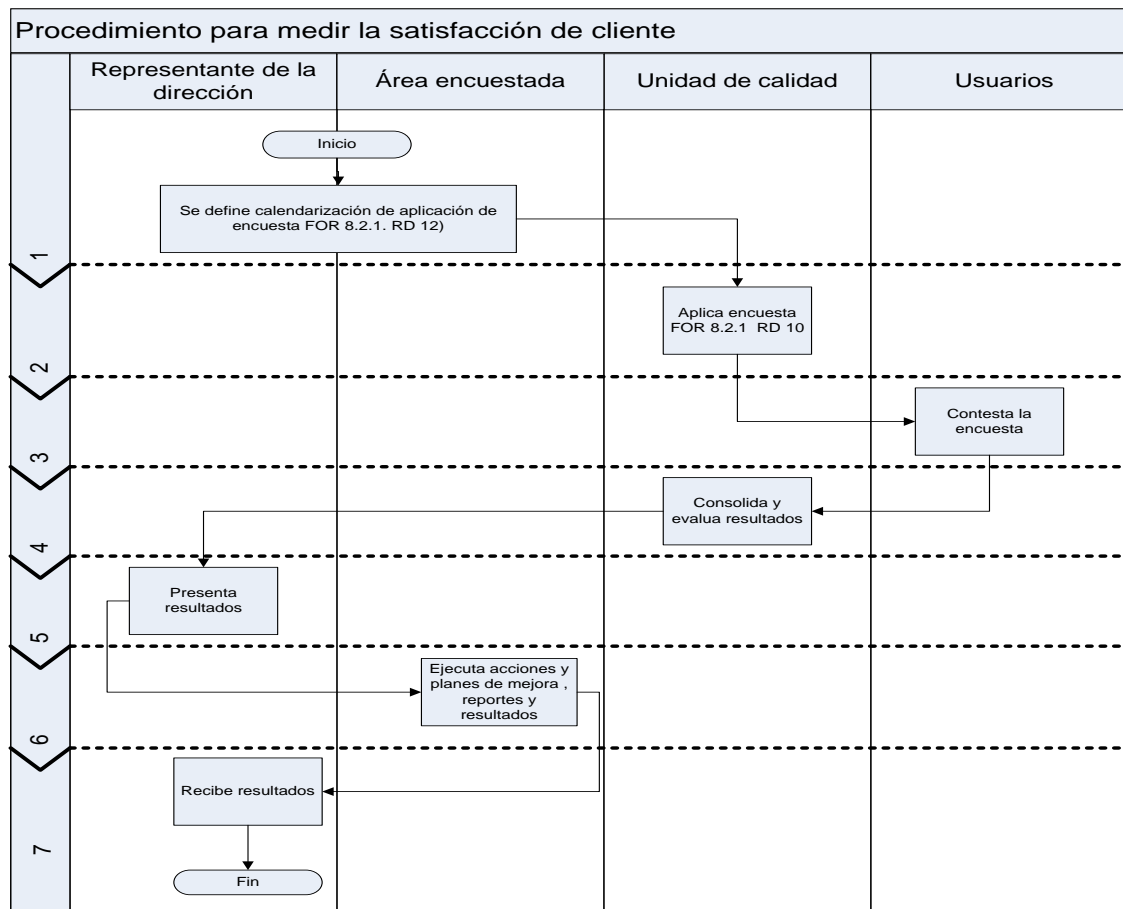 Procedimiento para medir la satisfacción de cliente
Representante de la
dirección
Área encuestada
Unidad de calidad
Usuarios
Inicio
Se define calendarización de aplicación de
encuesta FOR 8.2.1. RD 12)
1
Aplica encuesta
FOR 8.2.1 RD 10
2
Contesta la
encuesta
3
Consolida y
evalua resultados
4
Presenta
resultados
5
Ejecuta acciones y
planes de mejora ,
reportes y
resultados
6
Recibe resultados
7
Fin